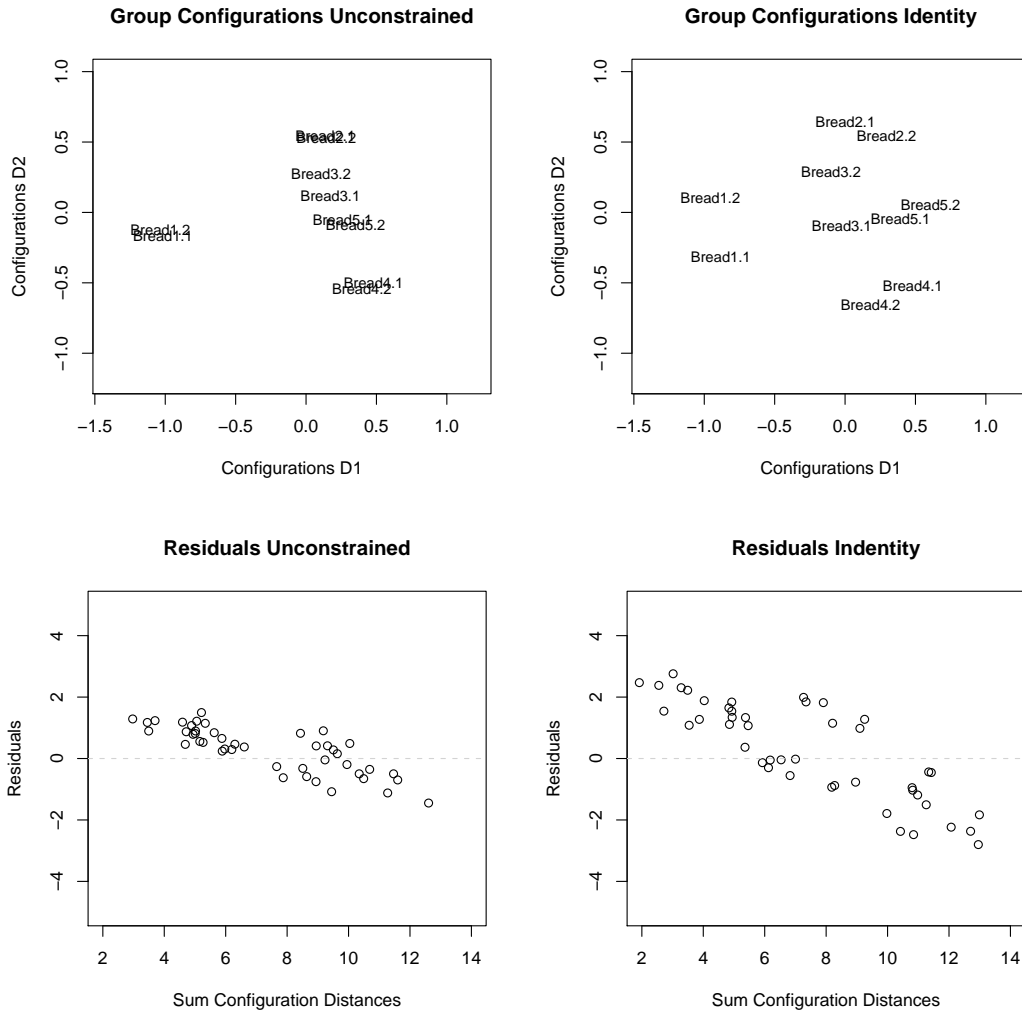 Group Configurations Unconstrained
Configurations D2
1.0
0.5
0.0
−0.5
−1.0
Bread2.1
Bread2.2
Bread3.2
Bread3.1
Bread5.1
Bread5.2
Bread1.2
Bread1.1
Bread4.1
Bread4.2
−1.5 −1.0 −0.5 0.0 0.5 1.0
Configurations D1
Group Configurations Identity
Configurations D2
1.0
0.5
0.0
−0.5
−1.0
Bread2.1
Bread2.2
Bread3.2
Bread1.2
Bread5.2
Bread5.1
Bread3.1
Bread1.1
Bread4.1
Bread4.2
−1.5 −1.0 −0.5 0.0 0.5 1.0
Configurations D1
Residuals Unconstrained
Residuals
4
2
0
−2
−4
2 4 6 8 10 12 14
Sum Configuration Distances
Residuals Indentity
Residuals
4
2
0
−2
−4
2 4 6 8 10 12 14
Sum Configuration Distances